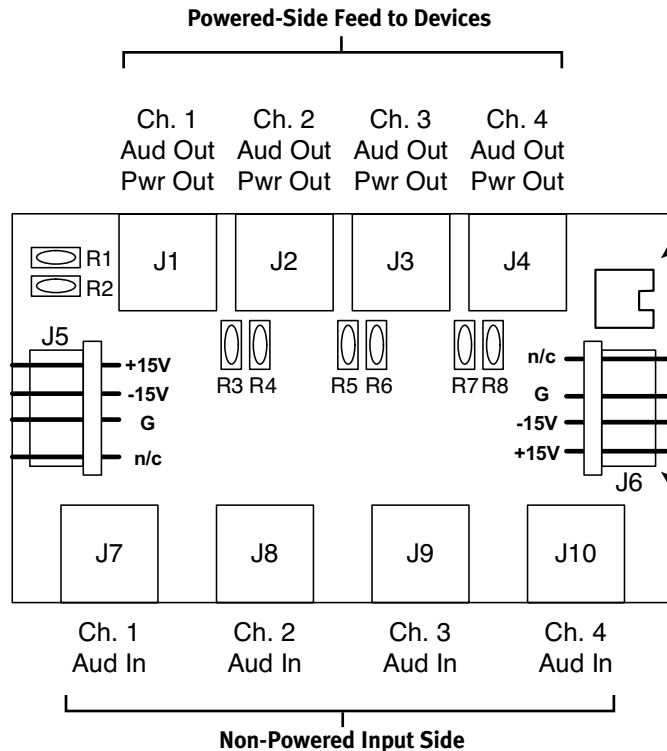 Powered-Side Feed to Devices
Ch. 1 Ch. 2 Ch. 3 Ch. 4
Aud Out Aud Out Aud Out Aud Out
Pwr Out Pwr Out Pwr Out Pwr Out
J1 J2 J3 J4
R1
R2
J5
R3 R4 R5 R6 R7 R8
+15V
-15V
G
n/c
n/c
G
-15V
+15V
J6
J7 J8 J9 J10
Ch. 1 Ch. 2 Ch. 3 Ch. 4
Aud In Aud In Aud In Aud In
Non-Powered Input Side